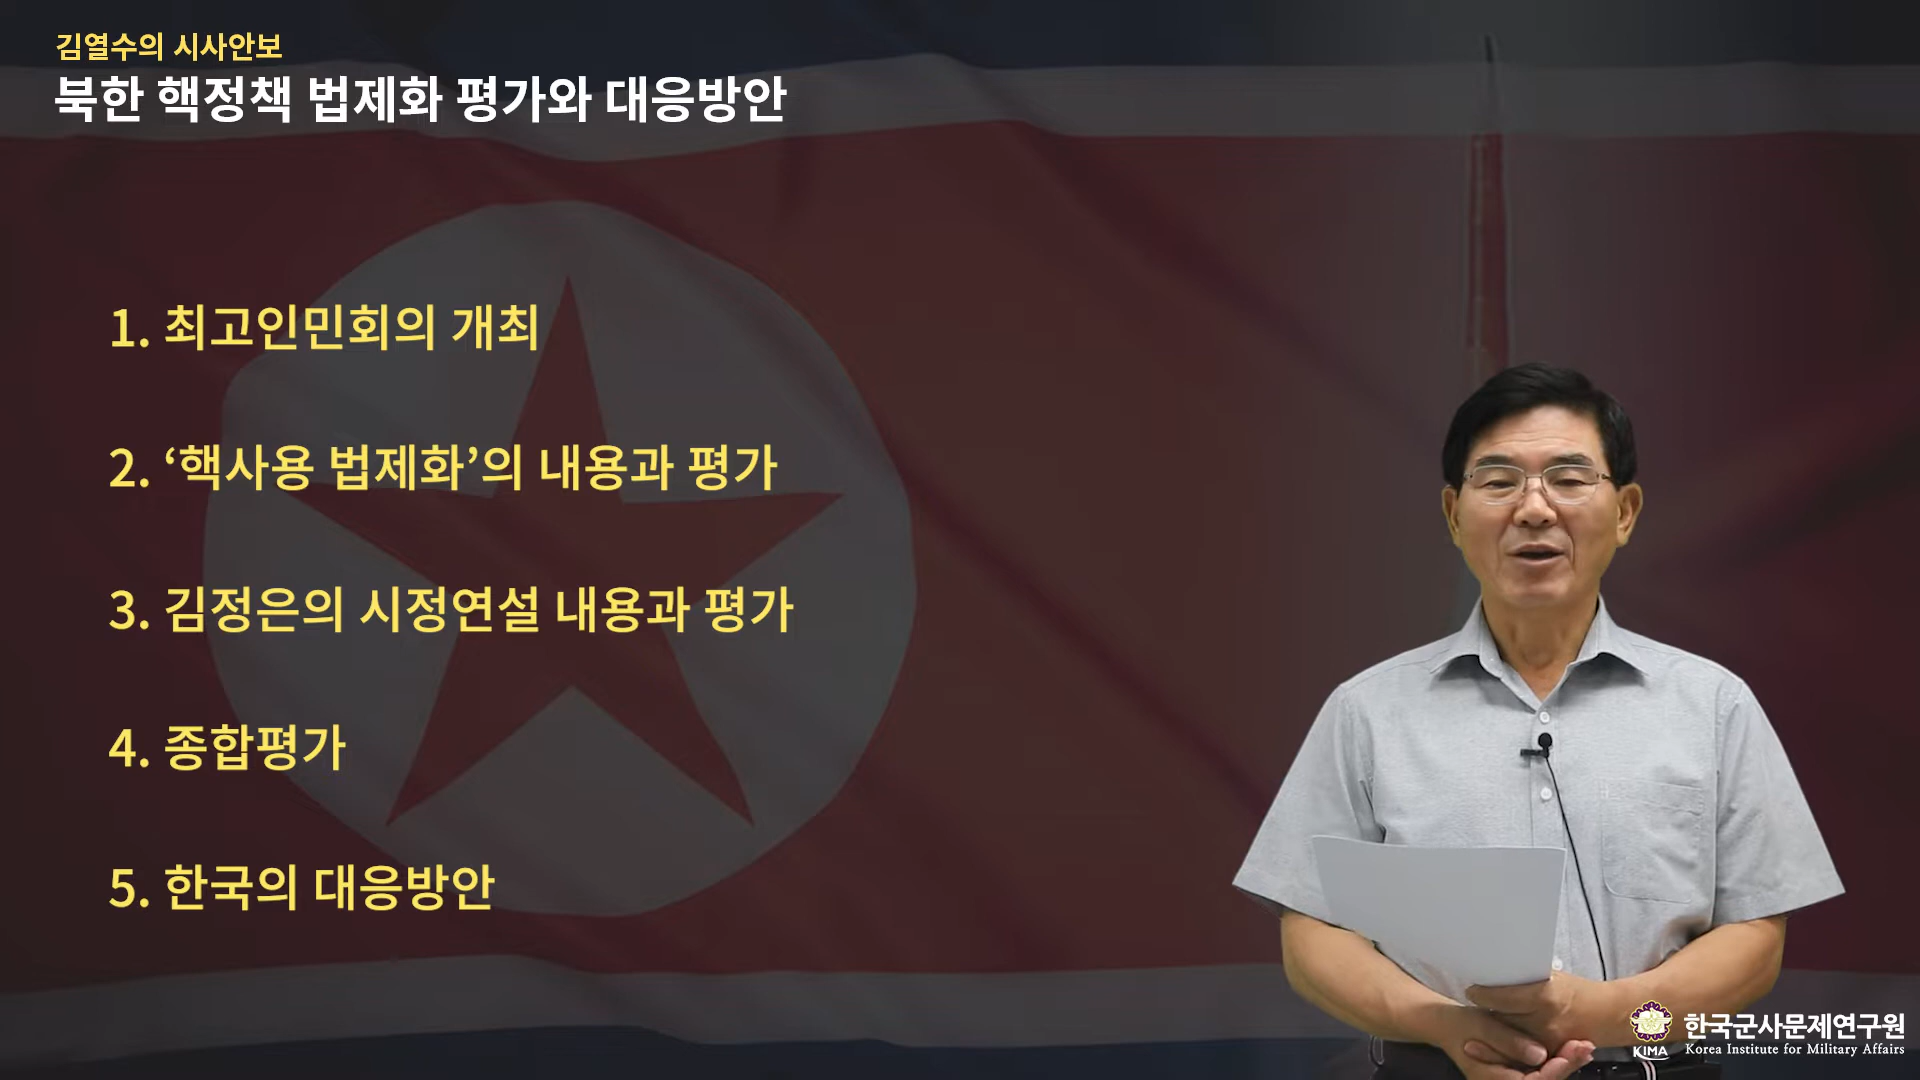 김열수의 시사안보
북한 핵정책 법제화 평가와 대응방안
1. 최고인민회의 개최
2. ‘핵사용 법제화’의 내용과 평가
3. 김정은의 시정연설 내용과 평가
4. 종합평가
5. 한국의 대응방안
KIMA
한국군사문제연구원
Korea Institute for Military Affairs